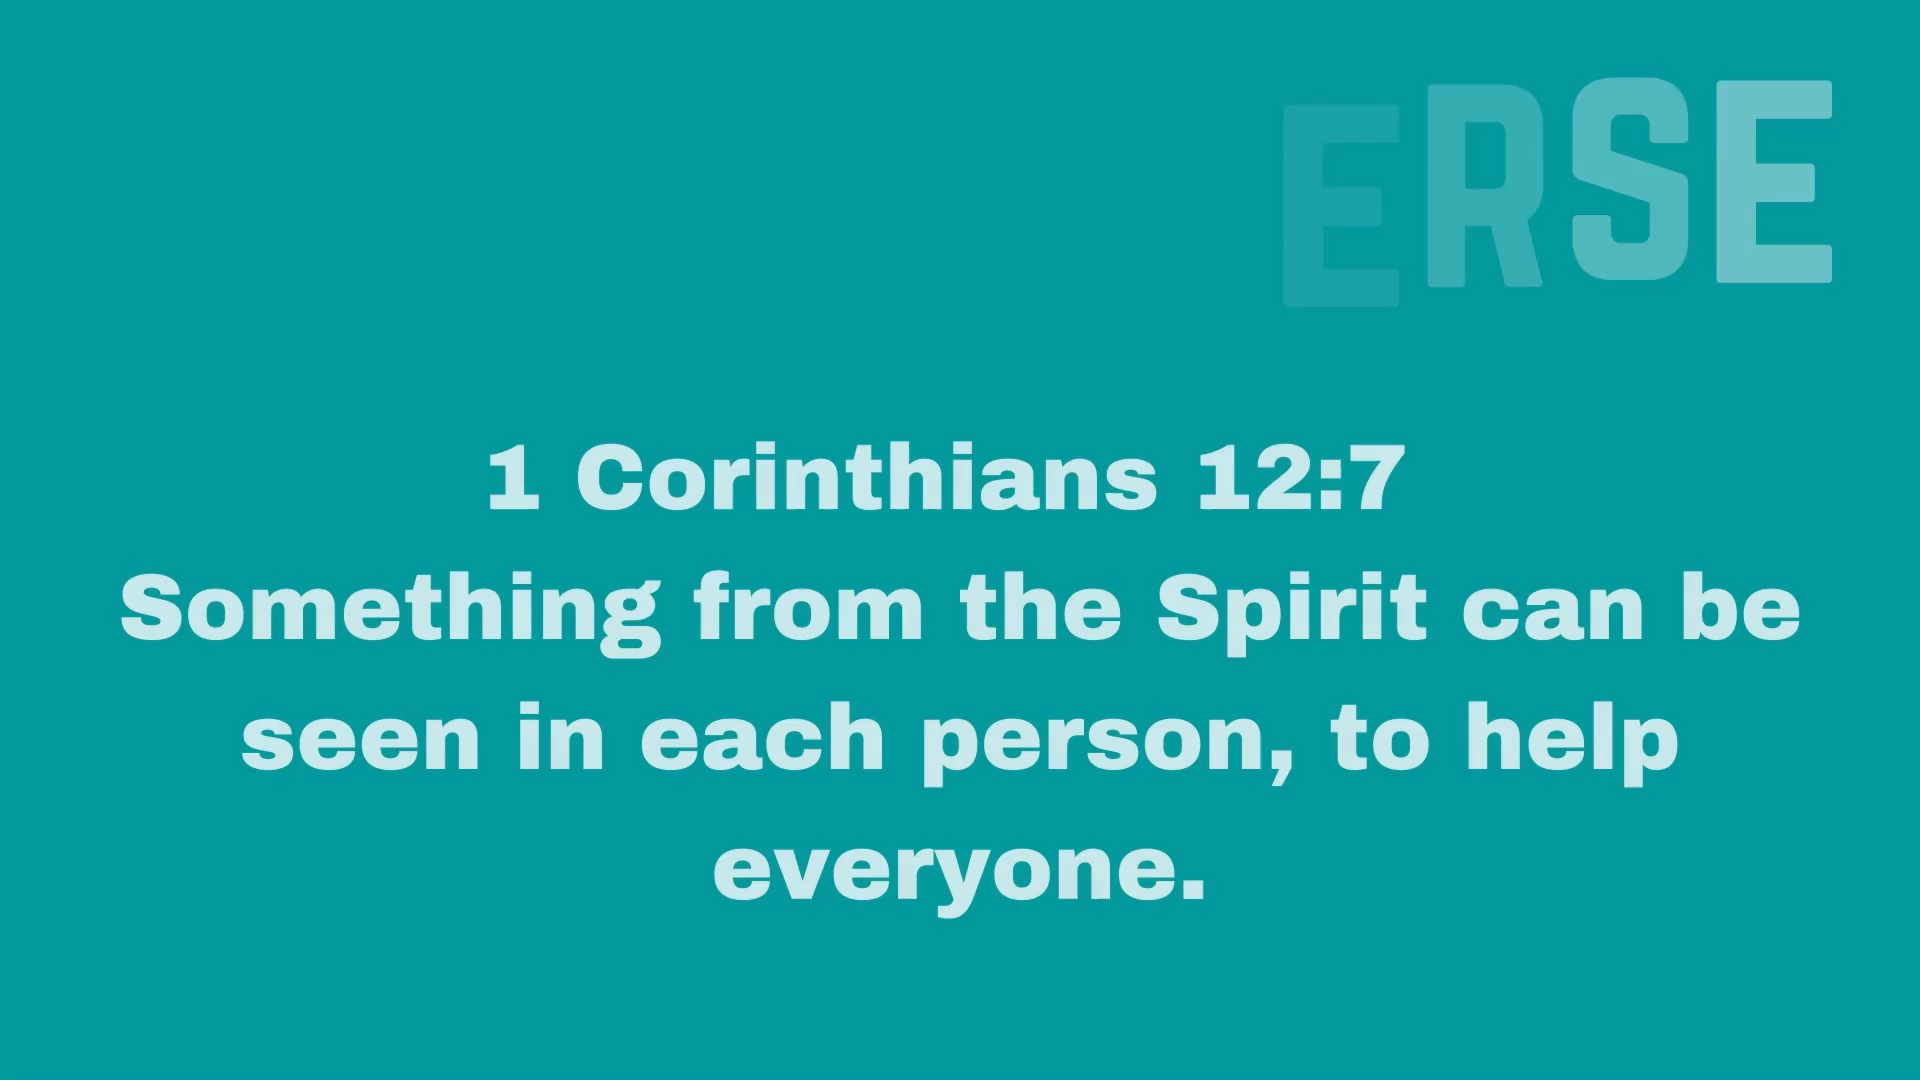 ERSE
1 Corinthians 12:7
Something from the Spirit can be
seen in each person, to help
everyone.